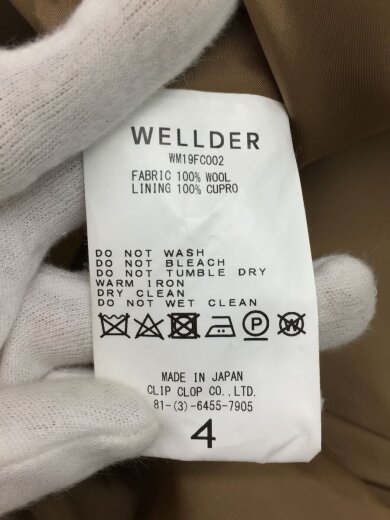 WELLDER
WM19FC002
FABRIC 100% WOOL
LINING 100% CUPRO
DO NOT WASH
DO NOT BLEACH
DO NOT TUMBLE DRY
WARM IRON
DRY CLEAN
DO NOT WET CLEAN
P W
MADE IN JAPAN
CLIP CLOP CO.,LTD.
81-(3)-6455-7905
4